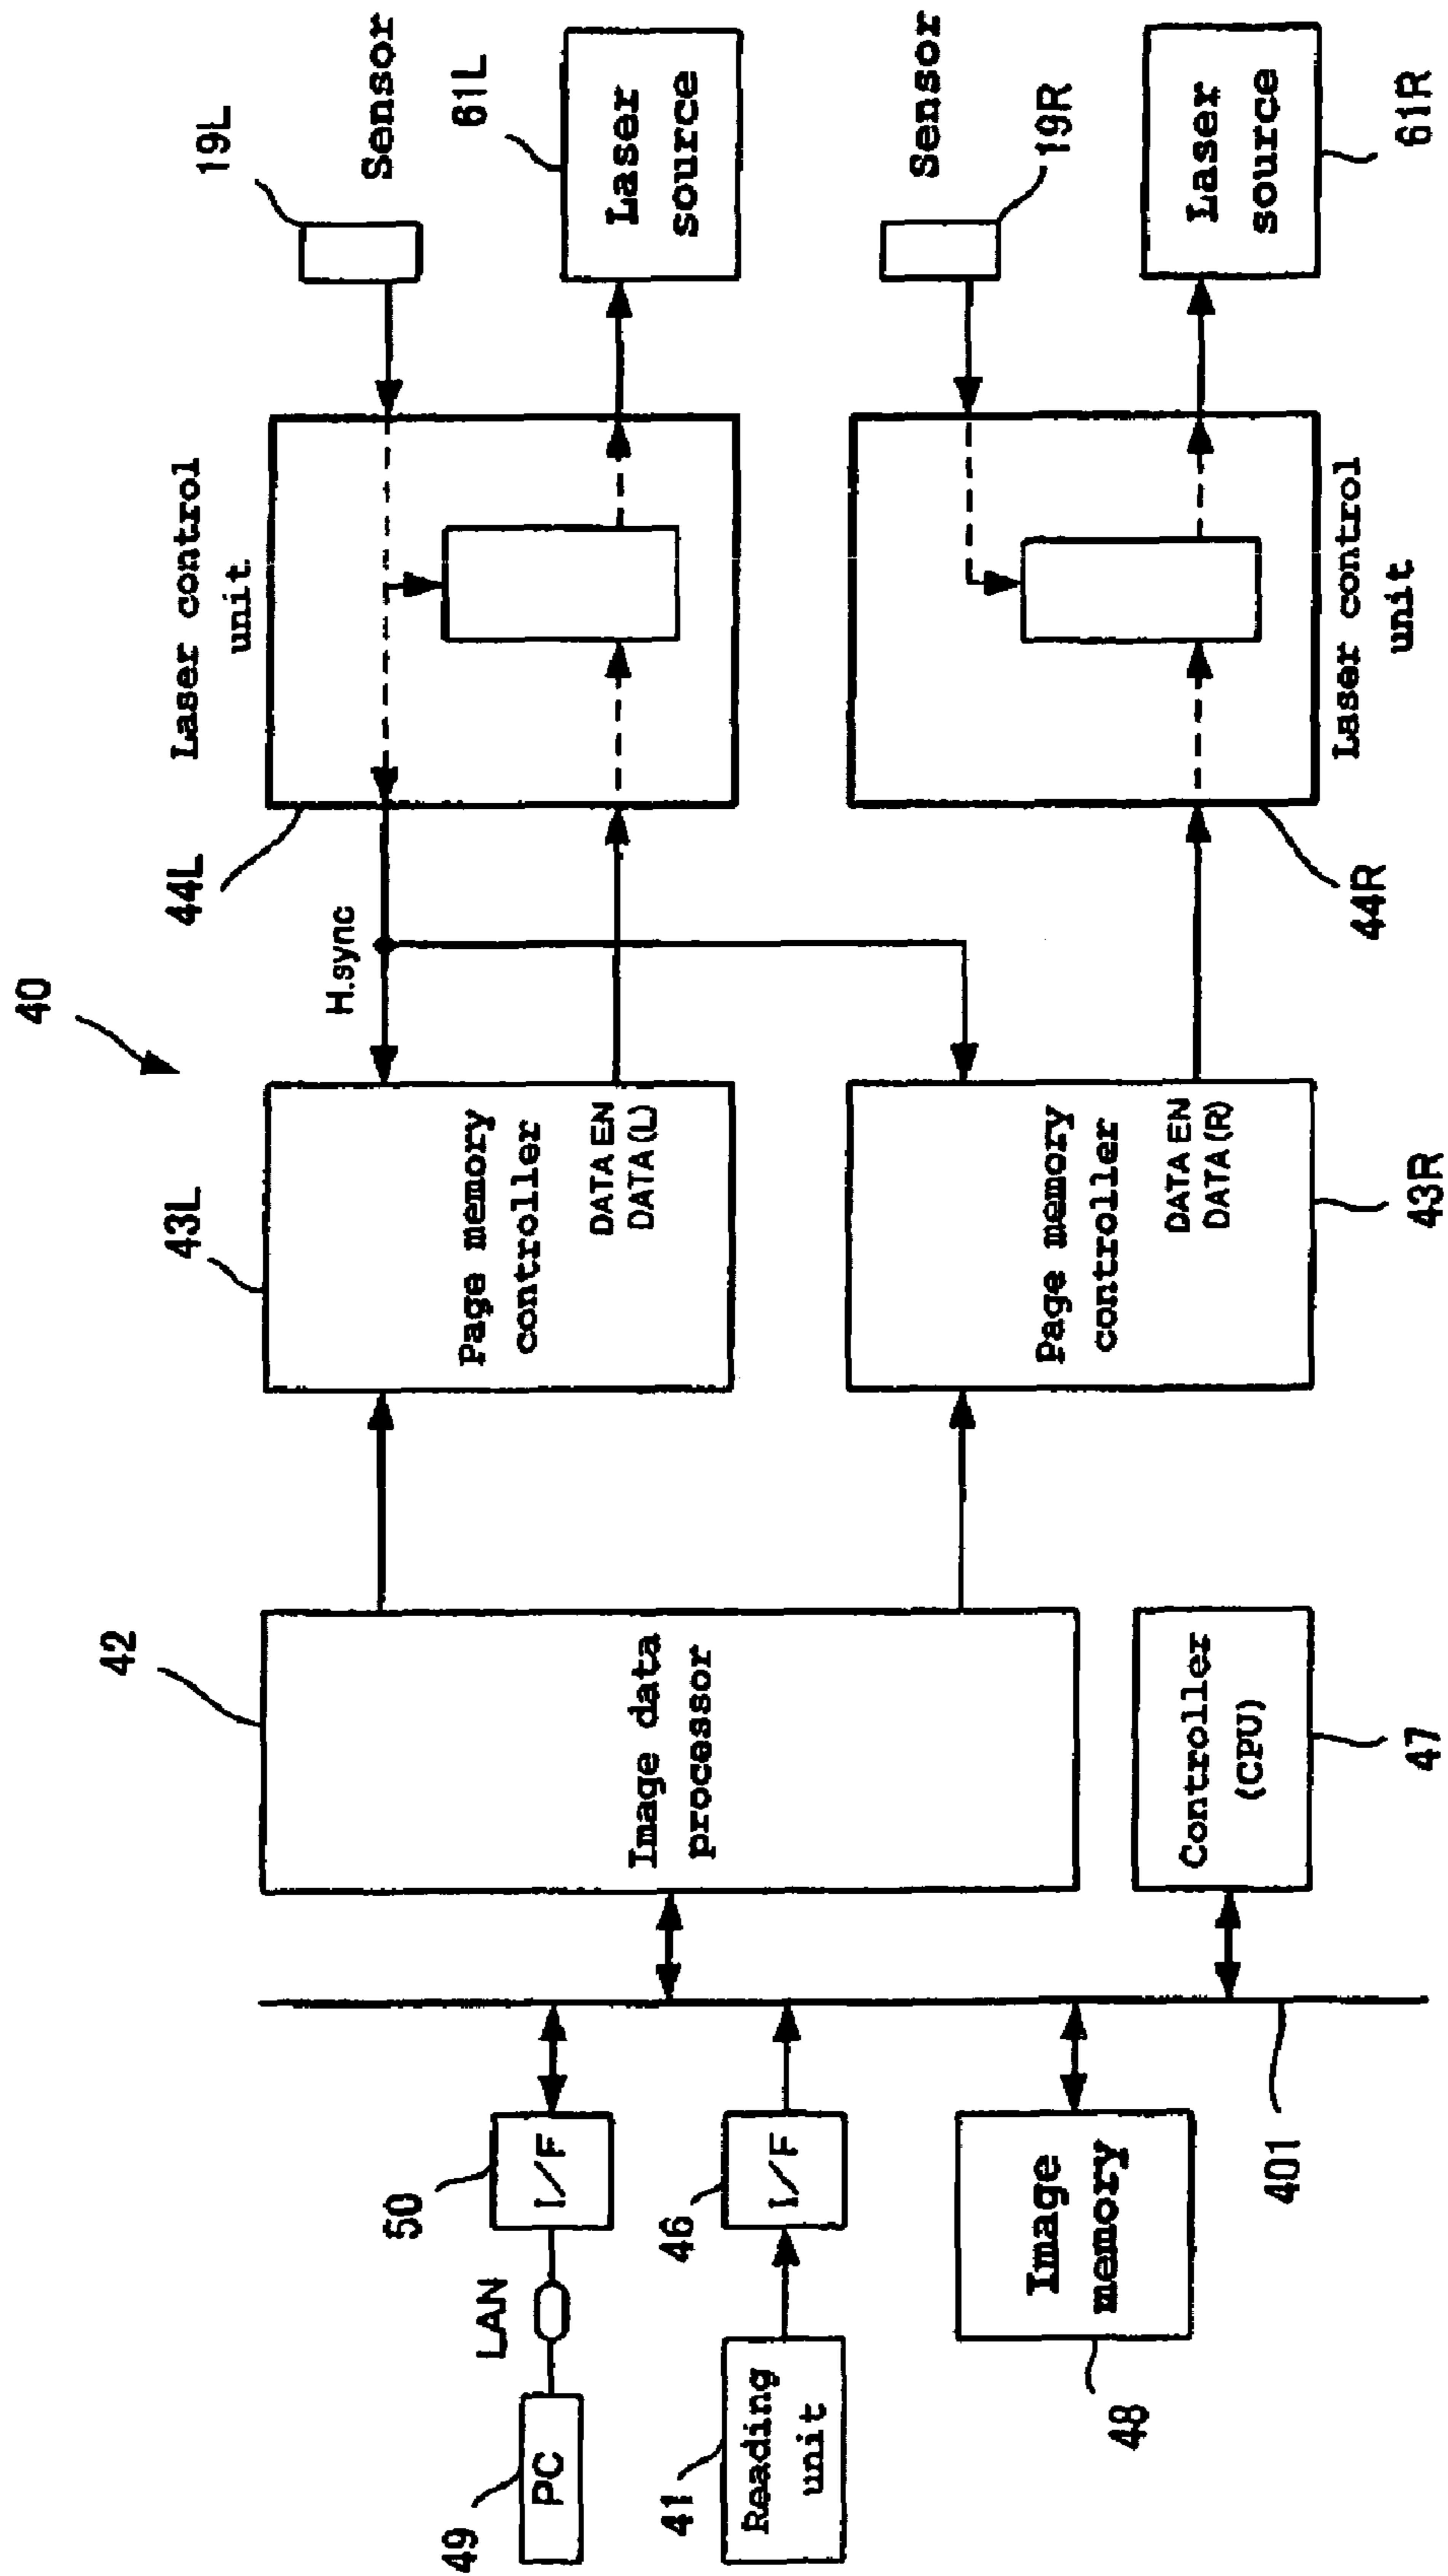 40
49
PC
LAN
50
I/F
41
Reading
unit
46
I/F
48
Image
memory
401
42
Image data
processor
Controller
(CPU)
47
43L
Page memory
controller
DATA EN
DATA (L)
H.sync
44L
Laser control
unit
19L
Sensor
61L
Laser
source
Page memory
controller
DATA EN
DATA (R)
43R
44R
Laser control
unit
Sensor
19R
Laser
source
61R